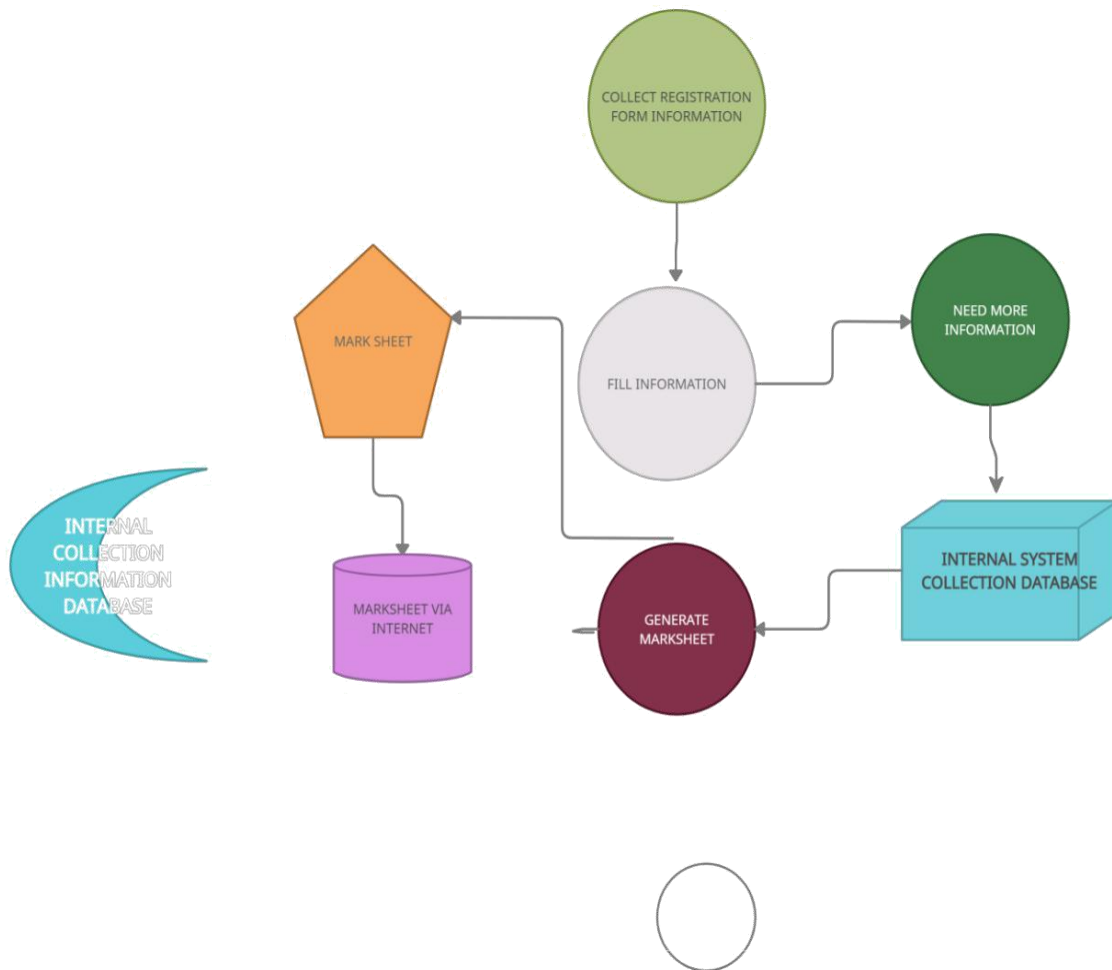 COLLECT REGISTRATION
FORM INFORMATION
NEED MORE
INFORMATION
MARK SHEET
FILL INFORMATION
INTERNAL
COLLECTION
INFORMATION
DATABASE
MARKSHEET VIA
INTERNET
GENERATE
MARKSHEET
INTERNAL SYSTEM
COLLECTION DATABASE